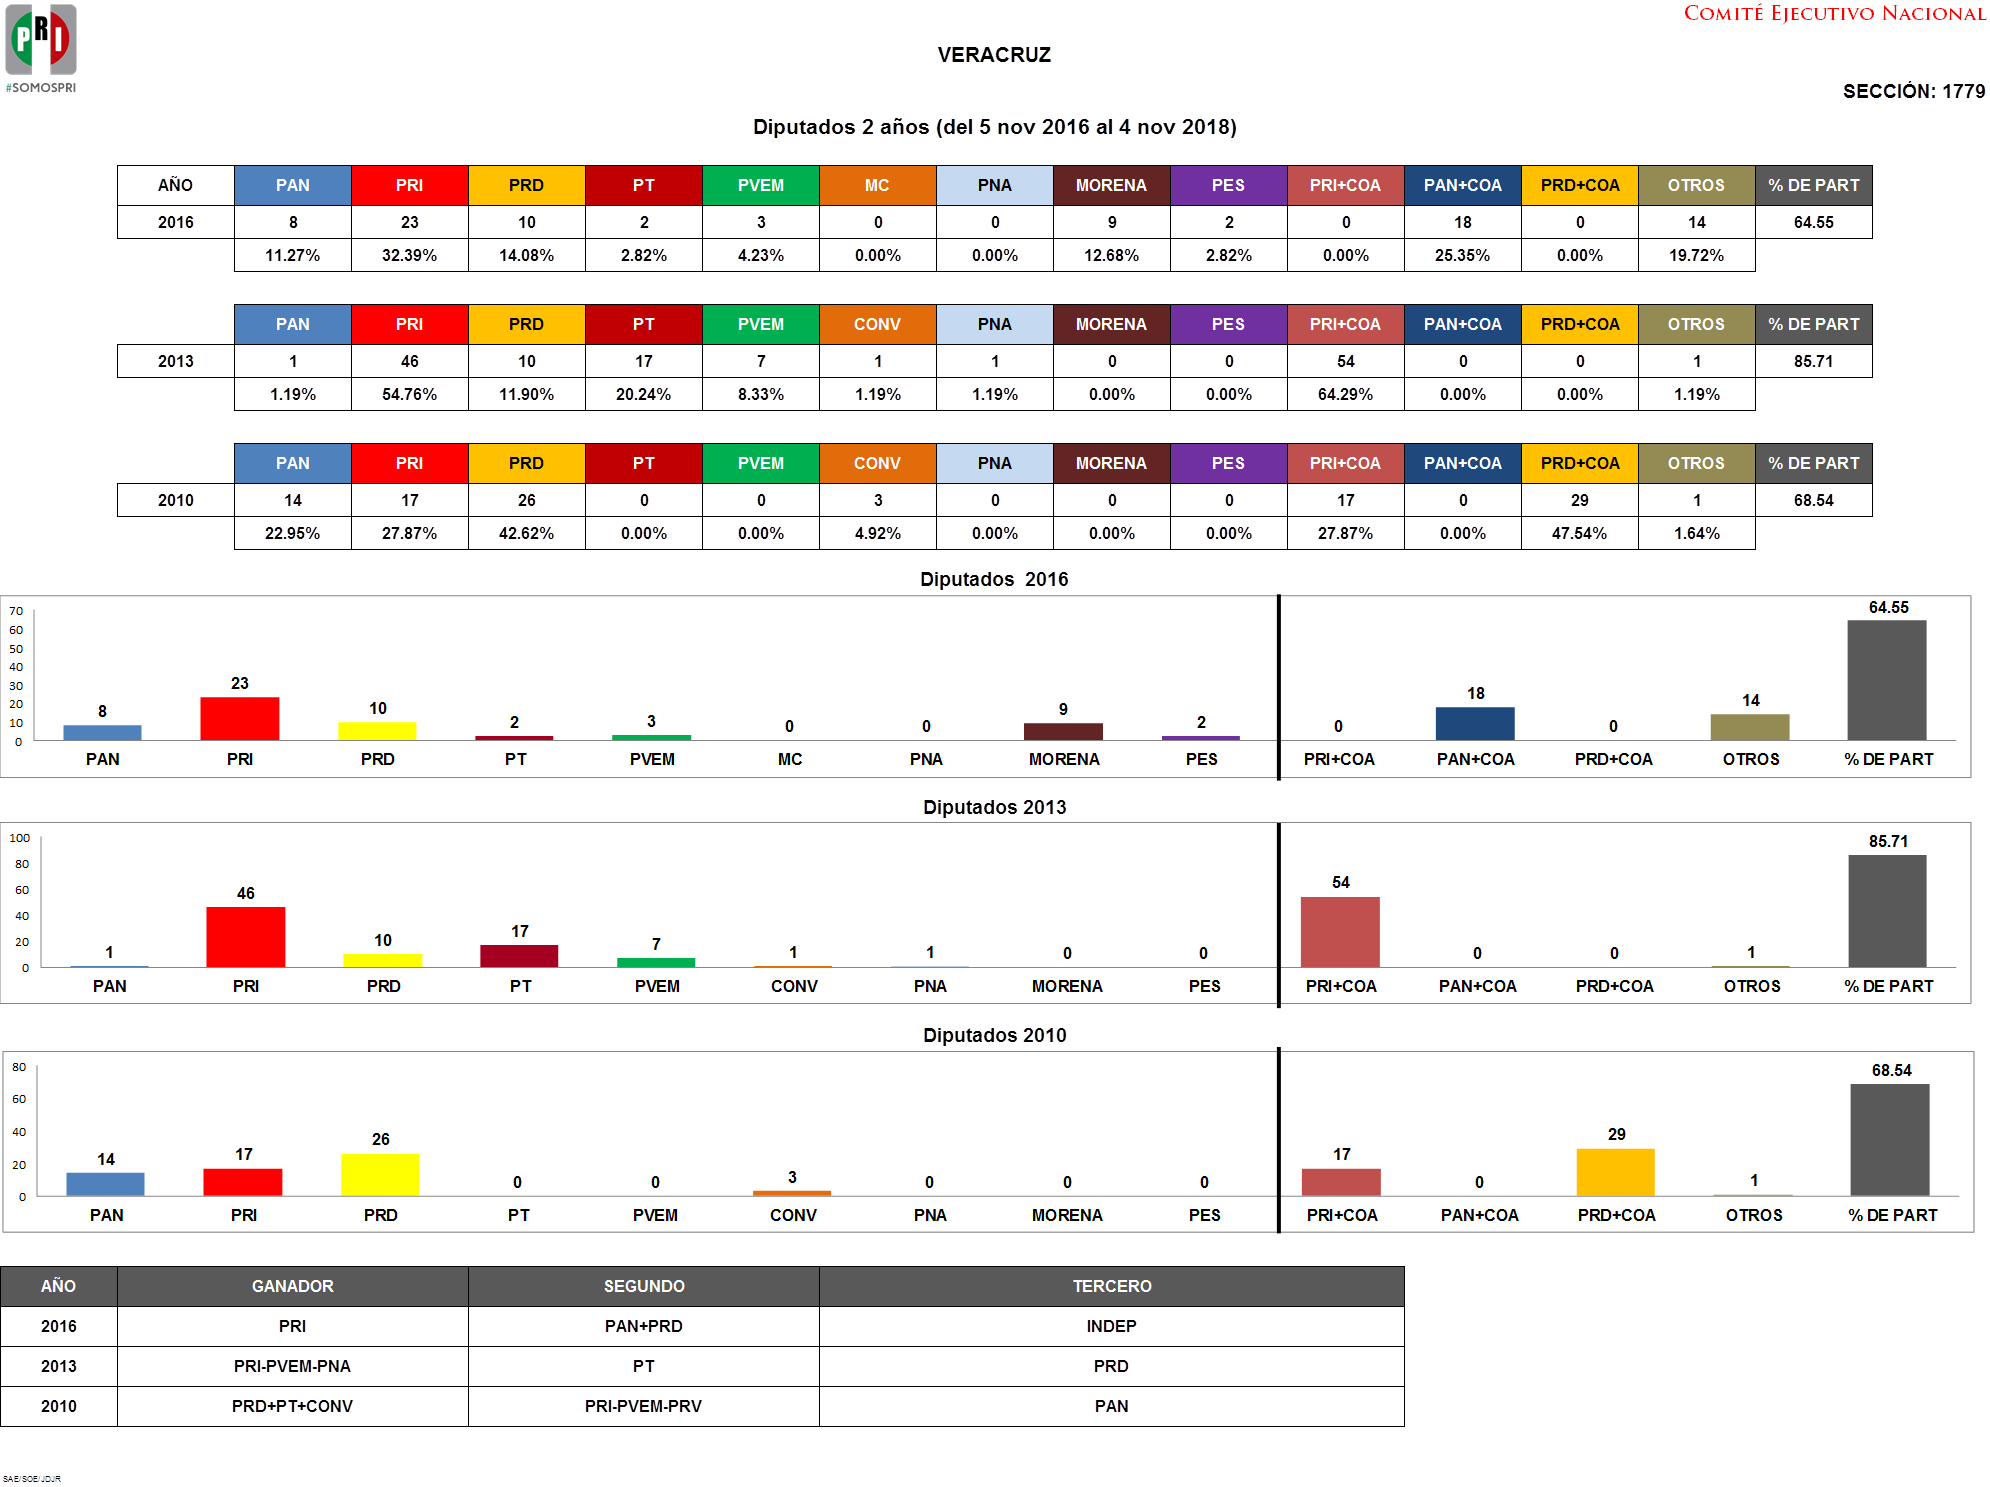 PRI
#SOMOSPRI
COMITÉ EJECUTIVO NACIONAL
VERACRUZ
SECCIÓN: 1779
Diputados 2 años (del 5 nov 2016 al 4 nov 2018)
AÑO PAN PRI PRD PT PVEM MC PNA MORENA PES PRI+COA PAN+COA PRD+COA OTROS % DE PART
2016 8 23 10 2 3 0 0 9 2 0 18 0 14 64.55
11.27% 32.39% 14.08% 2.82% 4.23% 0.00% 0.00% 12.68% 2.82% 0.00% 25.35% 0.00% 19.72%
PAN PRI PRD PT PVEM CONV PNA MORENA PES PRI+COA PAN+COA PRD+COA OTROS % DE PART
2013 1 46 10 17 7 1 1 0 0 54 0 0 1 85.71
1.19% 54.76% 11.90% 20.24% 8.33% 1.19% 1.19% 0.00% 0.00% 64.29% 0.00% 0.00% 1.19%
PAN PRI PRD PT PVEM CONV PNA MORENA PES PRI+COA PAN+COA PRD+COA OTROS % DE PART
2010 14 17 26 0 0 3 0 0 0 17 0 29 1 68.54
22.95% 27.87% 42.62% 0.00% 0.00% 4.92% 0.00% 0.00% 0.00% 27.87% 0.00% 47.54% 1.64%
Diputados 2016
70
60
50
40
30
20
10
0
8 23 10 2 3 0 0 9 2 0 18 0 14 64.55
PAN PRI PRD PT PVEM MC PNA MORENA PES PRI+COA PAN+COA PRD+COA OTROS % DE PART
Diputados 2013
100
80
60
40
20
0
1 46 10 17 7 1 1 0 0 54 0 0 1 85.71
PAN PRI PRD PT PVEM CONV PNA MORENA PES PRI+COA PAN+COA PRD+COA OTROS % DE PART
Diputados 2010
80
60
40
20
0
14 17 26 0 0 3 0 0 0 17 0 29 1 68.54
PAN PRI PRD PT PVEM CONV PNA MORENA PES PRI+COA PAN+COA PRD+COA OTROS % DE PART
AÑO GANADOR SEGUNDO TERCERO
2016 PRI PAN+PRD INDEP
2013 PRI-PVEM-PNA PT PRD
2010 PRD+PT+CONV PRI-PVEM-PRV PAN
SAE/SOE/JDJR